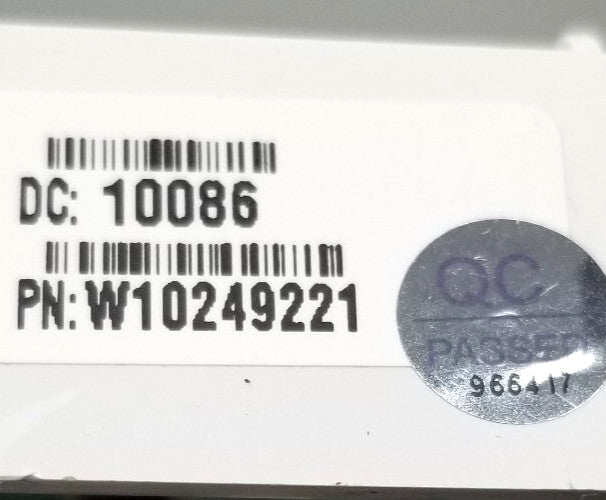 DC: 10086
PN: W10249221
QC
PASSED
966417